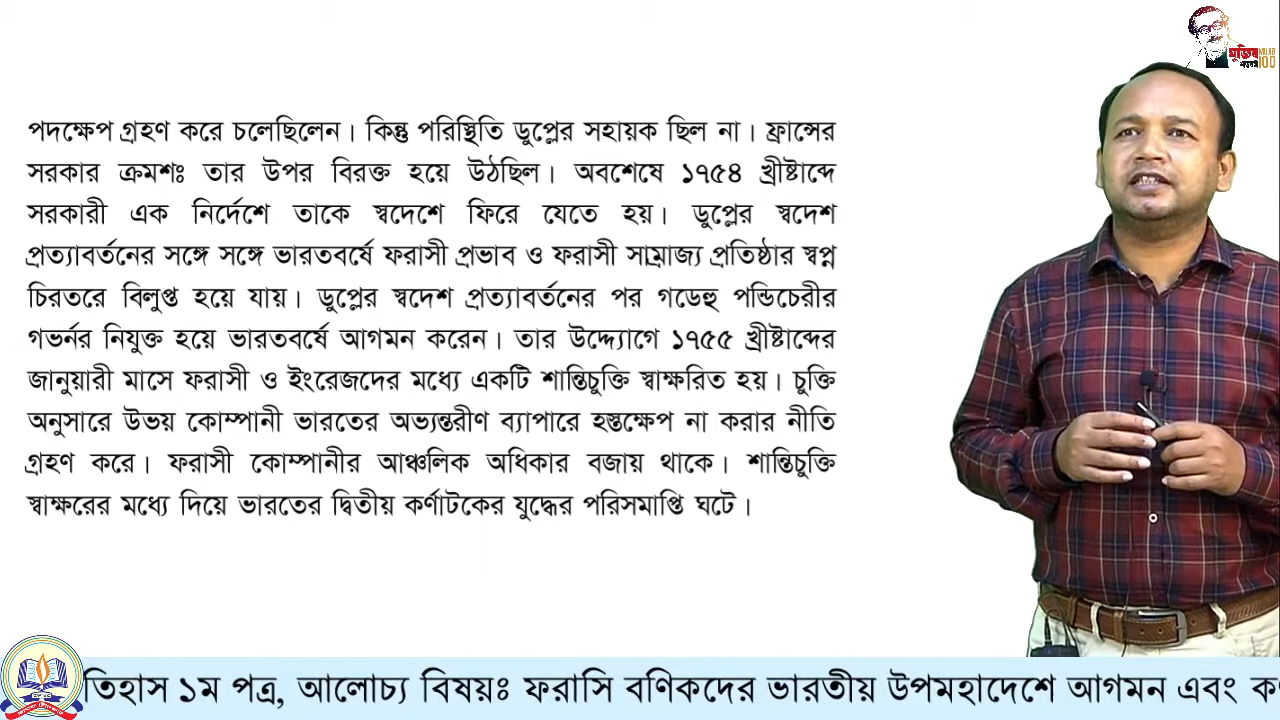 মুজিব MUJIB
শতবর্ষ 100
পদক্ষেপ গ্রহণ করে চলেছিলেন। কিন্তু পরিস্থিতি ডুপ্লের সহায়ক ছিল না। ফ্রান্সের
সরকার ক্রমশঃ তার উপর বিরক্ত হয়ে উঠছিল। অবশেষে ১৭৫৪ খ্রীষ্টাব্দে
সরকারী এক নির্দেশে তাকে স্বদেশে ফিরে যেতে হয়। ডুপ্লের স্বদেশ
প্রত্যাবর্তনের সঙ্গে সঙ্গে ভারতবর্ষে ফরাসী প্রভাব ও ফরাসী সাম্রাজ্য প্রতিষ্ঠার স্বপ্ন
চিরতরে বিলুপ্ত হয়ে যায়। ডুপ্লের স্বদেশ প্রত্যাবর্তনের পর গডেহু পন্ডিচেরীর
গভর্নর নিযুক্ত হয়ে ভারতবর্ষে আগমন করেন। তার উদ্দ্যোগে ১৭৫৫ খ্রীষ্টাব্দের
জানুয়ারী মাসে ফরাসী ও ইংরেজদের মধ্যে একটি শান্তিচুক্তি স্বাক্ষরিত হয়। চুক্তি
অনুসারে উভয় কোম্পানী ভারতের অভ্যন্তরীণ ব্যাপারে হস্তক্ষেপ না করার নীতি
গ্রহণ করে। ফরাসী কোম্পানীর আঞ্চলিক অধিকার বজায় থাকে। শান্তিচুক্তি
স্বাক্ষরের মধ্যে দিয়ে ভারতের দ্বিতীয় কর্ণাটকের যুদ্ধের পরিসমাপ্তি ঘটে।
তিহাস ১ম পত্র, আলোচ্য বিষয়ঃ ফরাসি বণিকদের ভারতীয় উপমহাদেশে আগমন এবং